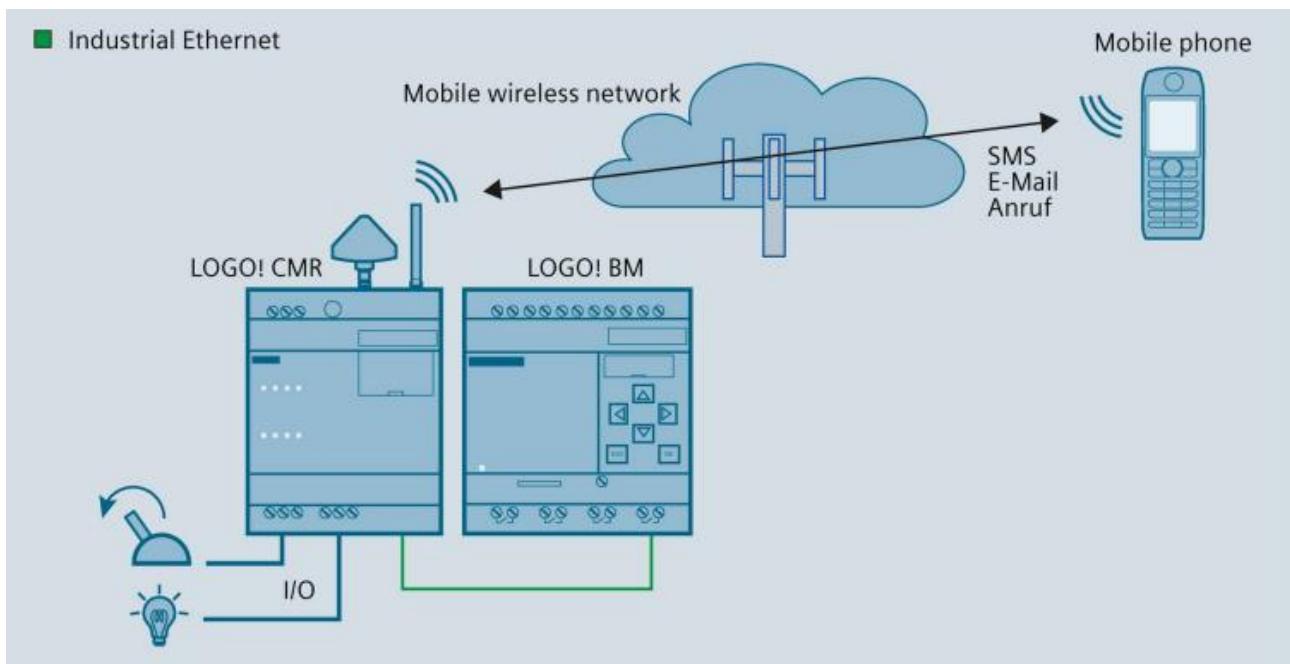 Industrial Ethernet
Mobile phone
Mobile wireless network
SMS
E-Mail
Anruf
LOGO! CMR
LOGO! BM
I/O